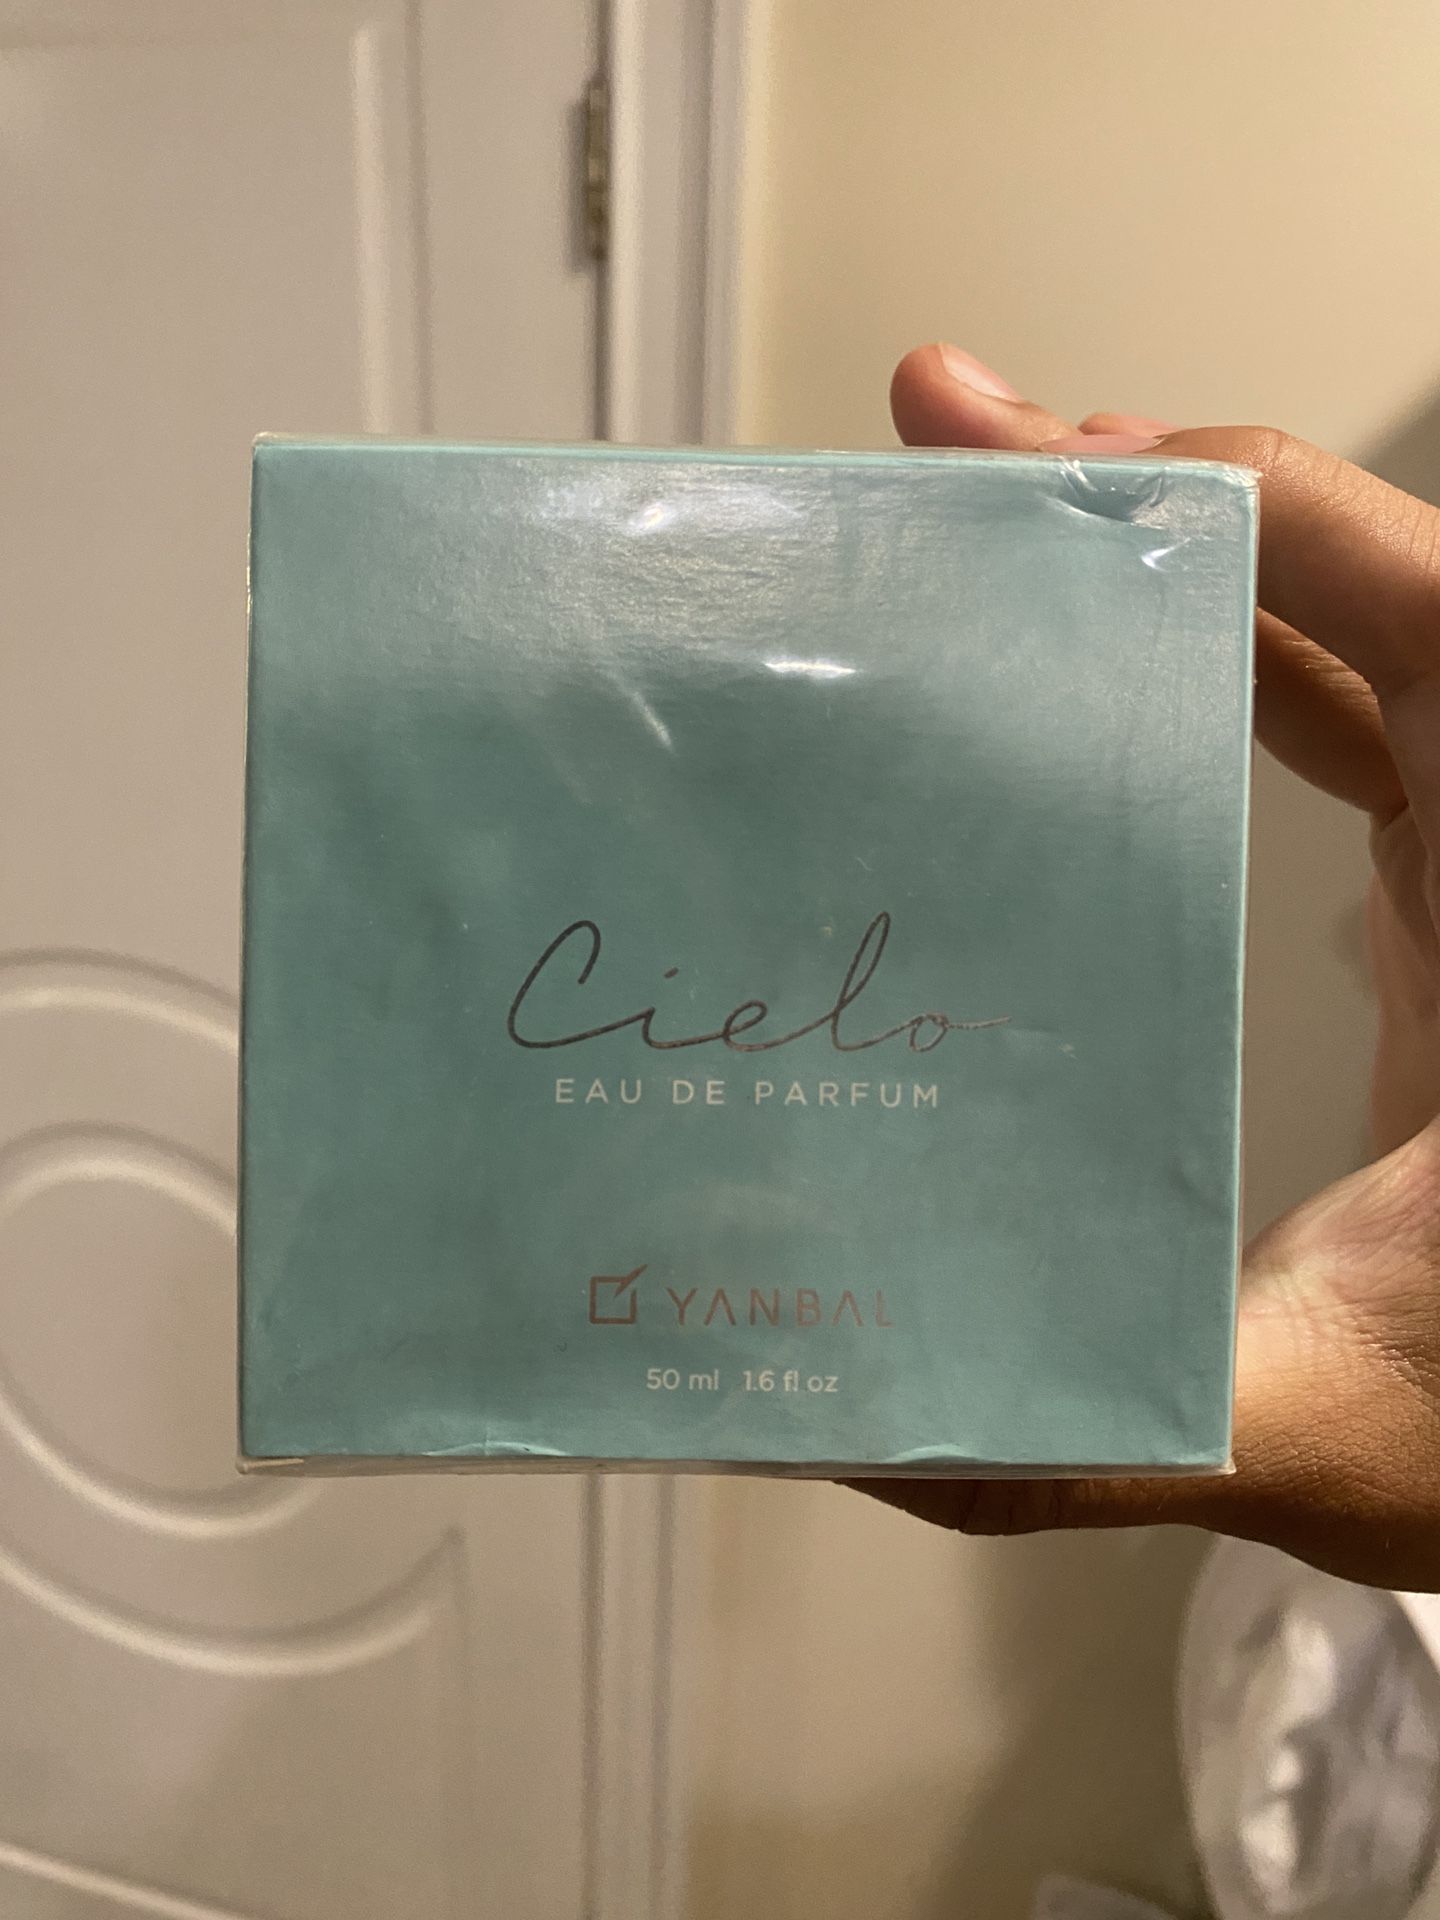 Cielo
EAU DE PARFUM
YANBAL
50 ml 1.6 fl oz